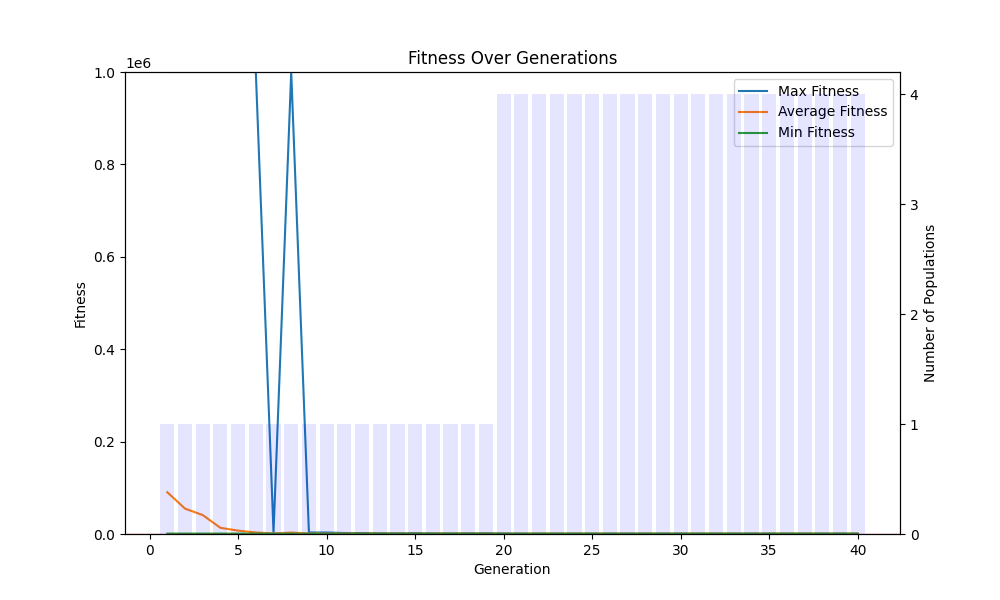 Fitness Over Generations
1e6
Max Fitness
Average Fitness
Min Fitness
1.0
0.8
0.6
0.4
0.2
0.0
Fitness
4
3
2
1
0
Number of Populations
0 5 10 15 20 25 30 35 40
Generation